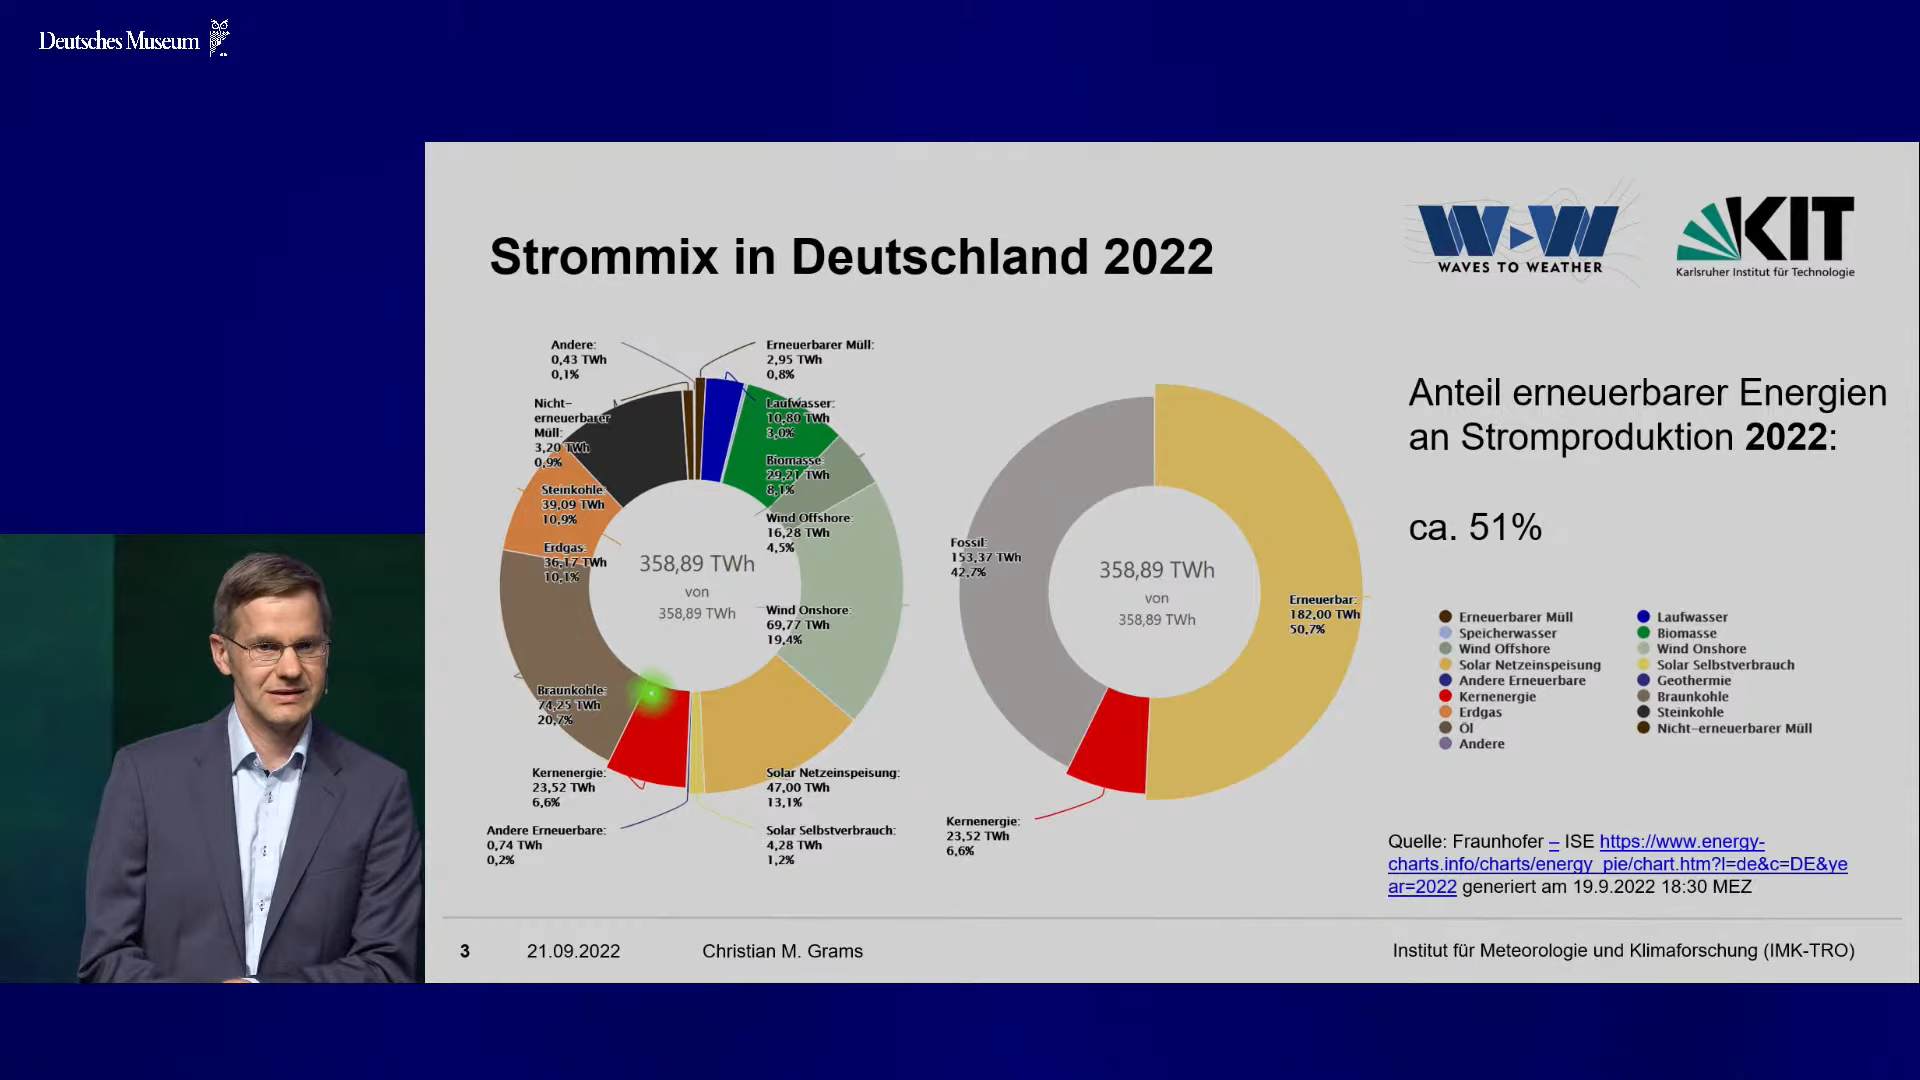 Deutsches Museum
WAVES TO WEATHER
KIT
Karlsruher Institut für Technologie
Strommix in Deutschland 2022
Andere:
0,43 TWh
0,1%
Erneuerbarer Müll:
2,95 TWh
0,8%
Nicht-
erneuerbarer
Müll:
3,20 TWh
0,9%
Laufwasser:
10,80 TWh
3,0%
Biomasse:
29,21 TWh
8,1%
Steinkohle:
39,09 TWh
10,9%
Wind Offshore:
16,28 TWh
4,5%
Erdgas:
36,17 TWh
10,1%
358,89 TWh
von
358,89 TWh
Wind Onshore:
69,77 TWh
19,4%
Braunkohle:
74,25 TWh
20,7%
Kernenergie:
23,52 TWh
6,6%
Solar Netzeinspeisung:
47,00 TWh
13,1%
Andere Erneuerbare:
0,74 TWh
0,2%
Solar Selbstverbrauch:
4,28 TWh
1,2%
Fossil:
153,37 TWh
42,7%
358,89 TWh
von
358,89 TWh
Erneuerbar:
182,00 TWh
50,7%
Kernenergie:
23,52 TWh
6,6%
Anteil erneuerbarer Energien
an Stromproduktion 2022:
ca. 51%
Erneuerbarer Müll
Laufwasser
Speicherwasser
Biomasse
Wind Offshore
Wind Onshore
Solar Netzeinspeisung
Solar Selbstverbrauch
Andere Erneuerbare
Geothermie
Kernenergie
Braunkohle
Erdgas
Steinkohle
Öl
Nicht-erneuerbarer Müll
Andere
Quelle: Fraunhofer – ISE https://www.energy-
charts.info/charts/energy_pie/chart.htm?l=de&c=DE&ye
ar=2022 generiert am 19.9.2022 18:30 MEZ
3 21.09.2022 Christian M. Grams Institut für Meteorologie und Klimaforschung (IMK-TRO)